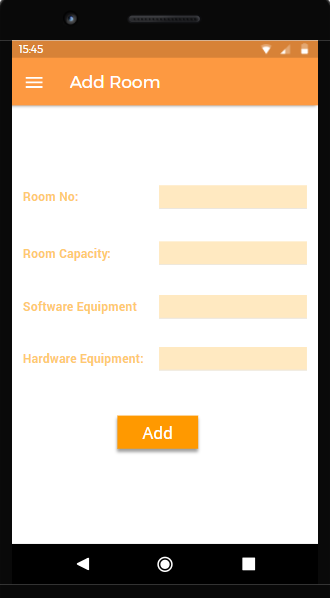 15:45
Add Room
Room No:
Room Capacity:
Software Equipment
Hardware Equipment:
Add